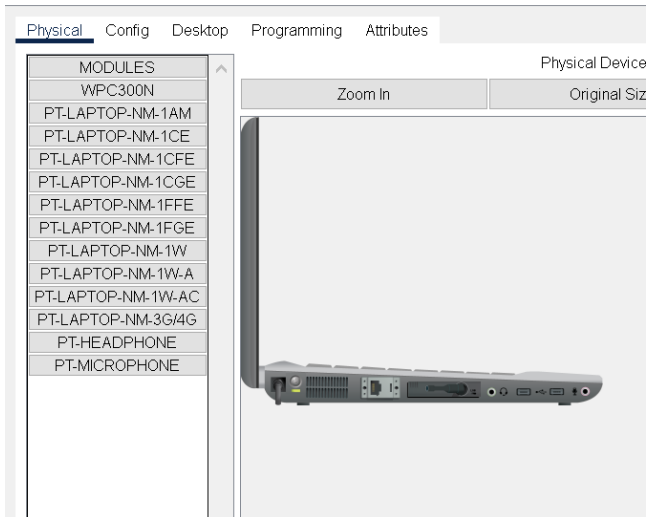 Physical Config Desktop Programming Attributes
MODULES
WPC300N
PT-LAPTOP-NM-1AM
PT-LAPTOP-NM-1CE
PT-LAPTOP-NM-1CFE
PT-LAPTOP-NM-1CGE
PT-LAPTOP-NM-1FFE
PT-LAPTOP-NM-1FGE
PT-LAPTOP-NM-1W
PT-LAPTOP-NM-1W-A
PT-LAPTOP-NM-1W-AC
PT-LAPTOP-NM-3G/4G
PT-HEADPHONE
PT-MICROPHONE
Physical Device
Zoom In Original Siz